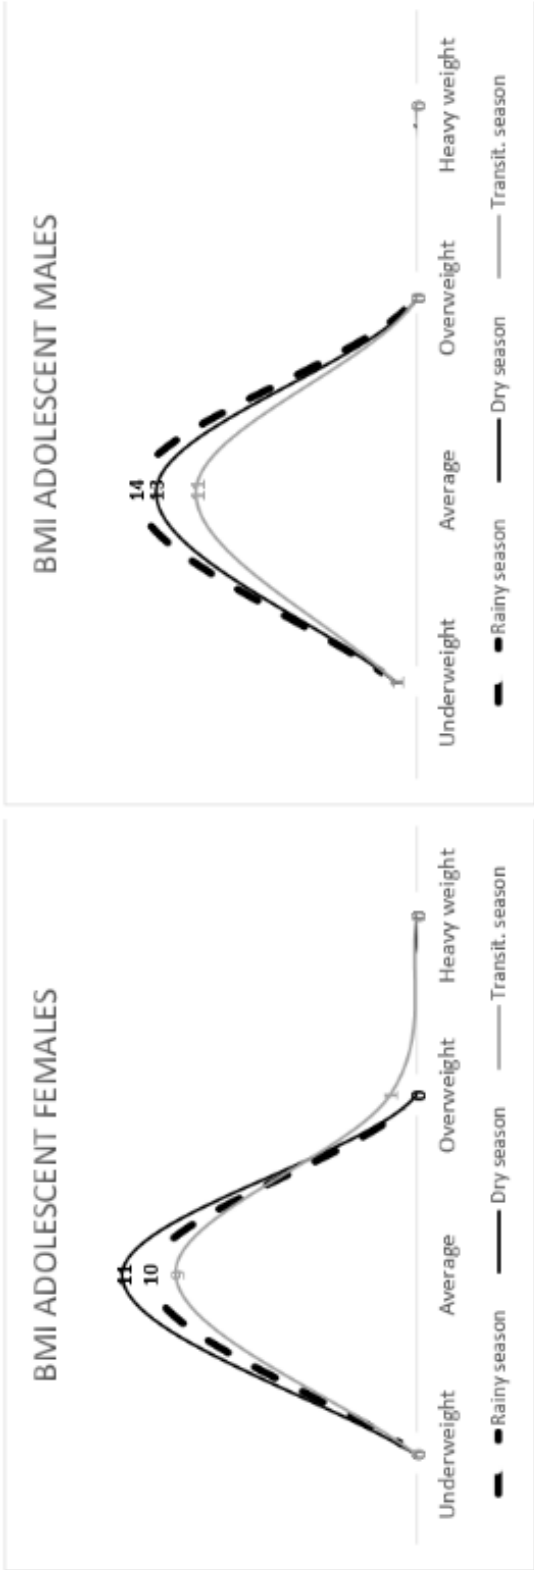 BMI ADOLESCENT FEMALES
11
10
9
0
1
0
0
Underweight Average Overweight Heavy weight
Rainy season Dry season Transit. season
BMI ADOLESCENT MALES
14
13
11
1
0
0
Underweight Average Overweight Heavy weight
Rainy season Dry season Transit. season